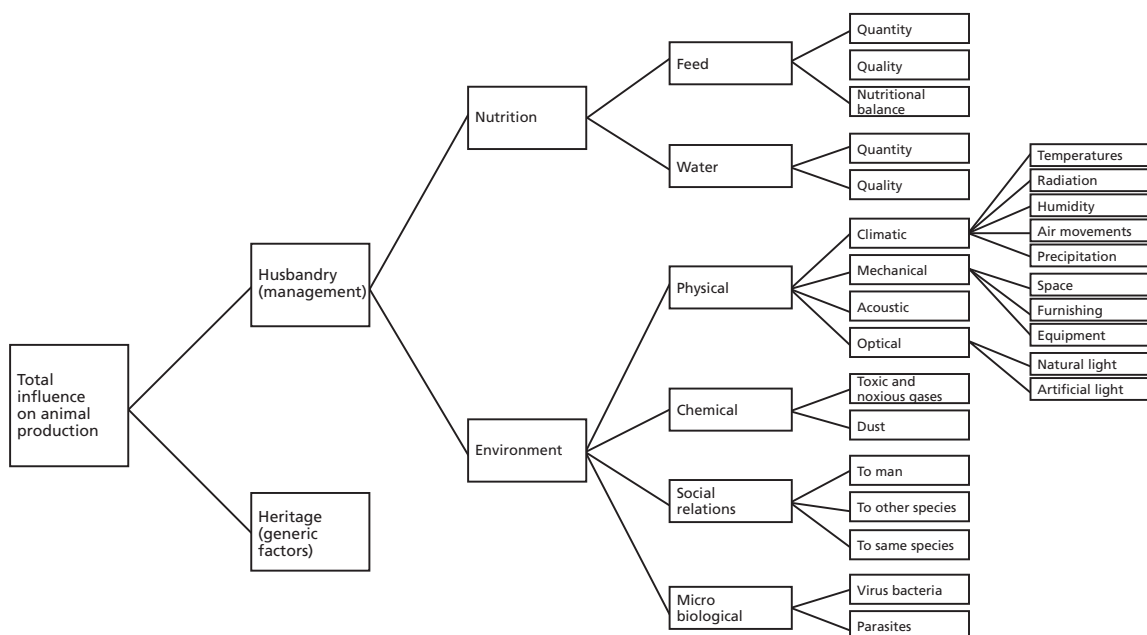 Total
influence
on animal
production
Husbandry
(management)
Heritage
(generic
factors)
Nutrition
Environment
Feed
Water
Physical
Chemical
Social
relations
Micro
biological
Quantity
Quality
Nutritional
balance
Quantity
Quality
Climatic
Mechanical
Acoustic
Optical
Toxic and
noxious gases
Dust
To man
To other species
To same species
Virus bacteria
Parasites
Temperatures
Radiation
Humidity
Air movements
Precipitation
Space
Furnishing
Equipment
Natural light
Artificial light